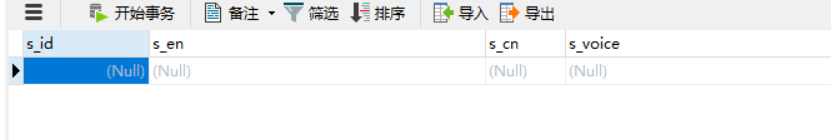 开始事务 备注 筛选 排序 导入 导出
s_id s_en s_cn s_voice
(Null) (Null) (Null) (Null)